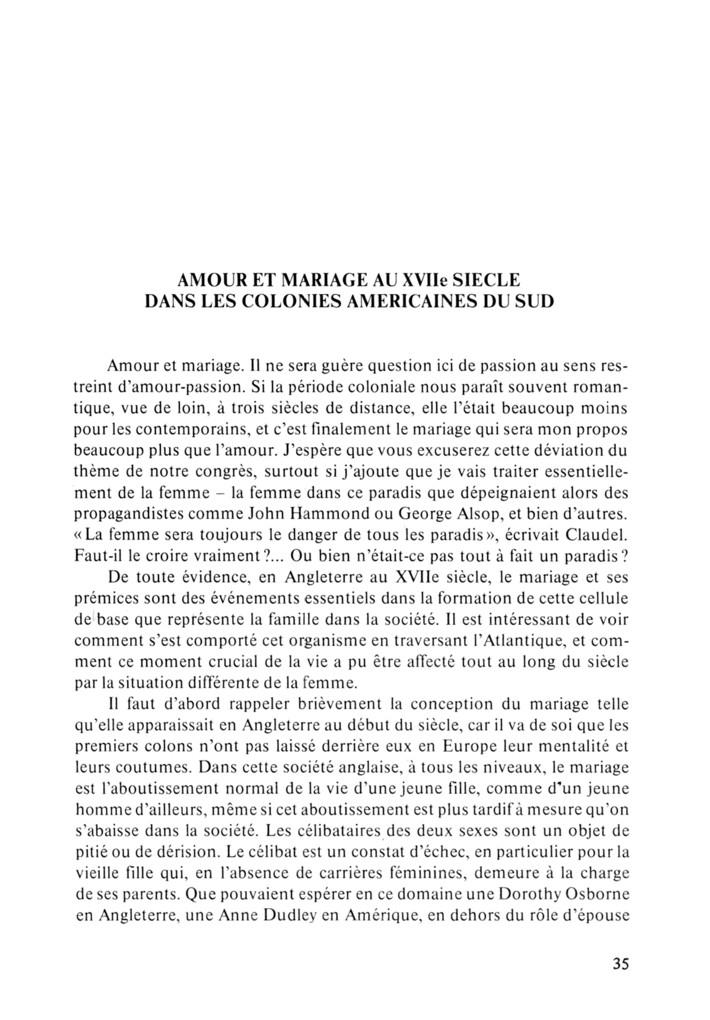 AMOUR ET MARIAGE AU XVIIe SIECLE
DANS LES COLONIES AMERICAINES DU SUD
Amour et mariage. Il ne sera guère question ici de passion au sens res-
treint d'amour-passion. Si la période coloniale nous paraît souvent roman-
tique, vue de loin, à trois siècles de distance, elle l'était beaucoup moins
pour les contemporains, et c'est finalement le mariage qui sera mon propos
beaucoup plus que l'amour. J'espère que vous excuserez cette déviation du
thème de notre congrès, surtout si j'ajoute que je vais traiter essentielle-
ment de la femme – la femme dans ce paradis que dépeignaient alors des
propagandistes comme John Hammond ou George Alsop, et bien d'autres.
«La femme sera toujours le danger de tous les paradis», écrivait Claudel.
Faut-il le croire vraiment?... Ou bien n'était-ce pas tout à fait un paradis?
De toute évidence, en Angleterre au XVIIe siècle, le mariage et ses
prémices sont des événements essentiels dans la formation de cette cellule
de base que représente la famille dans la société. Il est intéressant de voir
comment s'est comporté cet organisme en traversant l'Atlantique, et com-
ment ce moment crucial de la vie a pu être affecté tout au long du siècle
par la situation différente de la femme.
Il faut d'abord rappeler brièvement la conception du mariage telle
qu'elle apparaissait en Angleterre au début du siècle, car il va de soi que les
premiers colons n'ont pas laissé derrière eux en Europe leur mentalité et
leurs coutumes. Dans cette société anglaise, à tous les niveaux, le mariage
est l'aboutissement normal de la vie d'une jeune fille, comme d'un jeune
homme d'ailleurs, même si cet aboutissement est plus tardif à mesure qu'on
s'abaisse dans la société. Les célibataires des deux sexes sont un objet de
pitié ou de dérision. Le célibat est un constat d'échec, en particulier pour la
vieille fille qui, en l'absence de carrières féminines, demeure à la charge
de ses parents. Que pouvaient espérer en ce domaine une Dorothy Osborne
en Angleterre, une Anne Dudley en Amérique, en dehors du rôle d'épouse
35